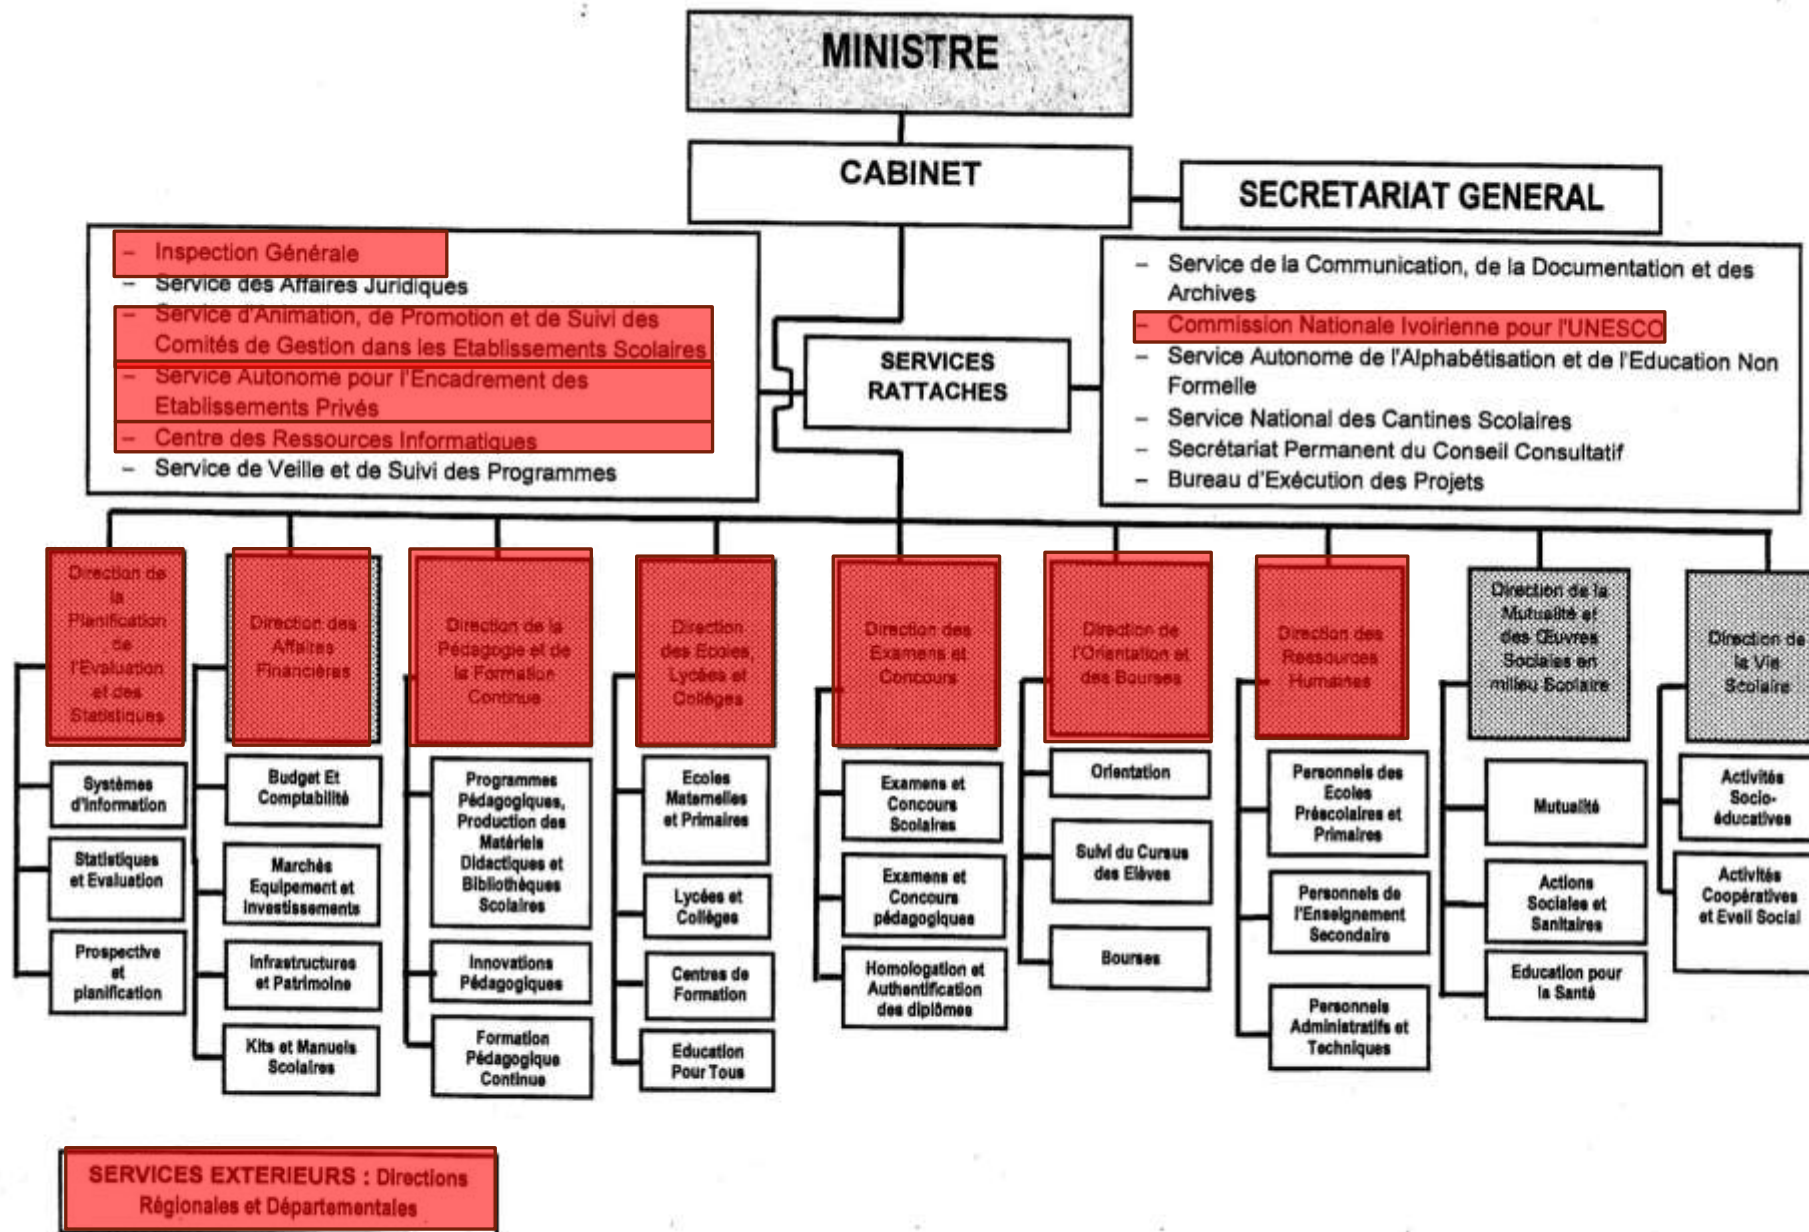 MINISTRE
CABINET
SECRETARIAT GENERAL
– Inspection Générale
– Service des Affaires Juridiques
– Service d'Animation, de Promotion et de Suivi des
Comités de Gestion dans les Etablissements Scolaires
– Service Autonome pour l'Encadrement des
Etablissements Privés
– Centre des Ressources Informatiques
– Service de Veille et de Suivi des Programmes
SERVICES
RATTACHES
– Service de la Communication, de la Documentation et des
Archives
– Commission Nationale Ivoirienne pour l'UNESCO
– Service Autonome de l'Alphabétisation et de l'Education Non
Formelle
– Service National des Cantines Scolaires
– Secrétariat Permanent du Conseil Consultatif
– Bureau d'Exécution des Projets
Direction de
la
Planification
de
l'Evaluation
et des
Statistiques
Systèmes
d'Information
Statistiques
et Evaluation
Prospective
et
planification
Direction des
Affaires
Financières
Budget Et
Comptabilité
Marchés
Equipement et
Investissements
Infrastructures
et Patrimoine
Kits et Manuels
Scolaires
Direction de la
Pédagogie et de
la Formation
Continue
Programmes
Pédagogiques,
Production des
Matériels
Didactiques et
Bibliothèques
Scolaires
Innovations
Pédagogiques
Formation
Pédagogique
Continue
Direction
des Ecoles,
Lycées et
Collèges
Ecoles
Maternelles
et Primaires
Lycées et
Collèges
Centres de
Formation
Education
Pour Tous
Direction des
Examens et
Concours
Examens et
Concours
Scolaires
Examens et
Concours
pédagogiques
Homologation et
Authentification
des diplômes
Direction de
l'Orientation et
des Bourses
Orientation
Suivi du Cursus
des Elèves
Bourses
Direction des
Ressources
Humaines
Personnels des
Ecoles
Préscolaires et
Primaires
Personnels de
l'Enseignement
Secondaire
Personnels
Administratifs et
Techniques
Direction de la
Mutualité et
des Œuvres
Sociales en
milieu Scolaire
Mutualité
Actions
Sociales et
Sanitaires
Education pour
la Santé
Direction de
la Vie
Scolaire
Activités
Socio-
éducatives
Activités
Coopératives
et Eveil Social
SERVICES EXTERIEURS : Directions
Régionales et Départementales